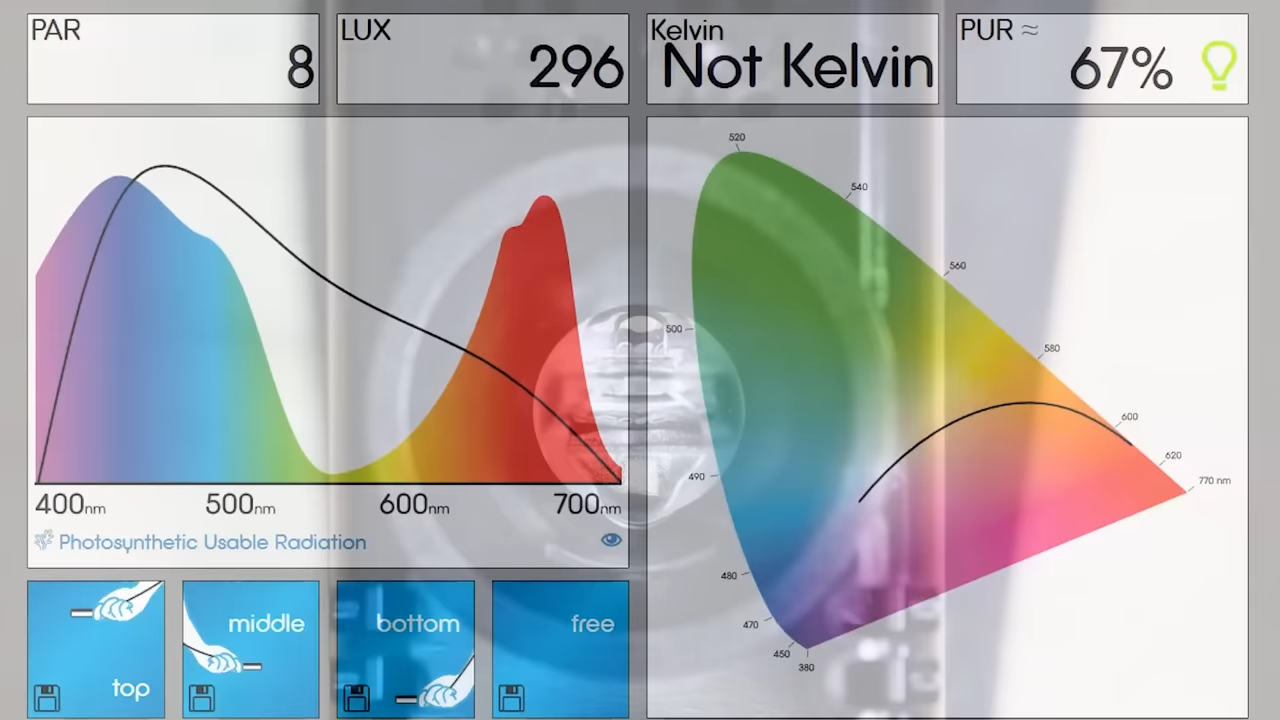 PAR
8
LUX
296
Kelvin
Not Kelvin
PUR ≈
67%
400nm 500nm 600nm 700nm
Photosynthetic Usable Radiation
520
540
560
500
580
600
620
490
770 nm
480
470
450
380
top
middle
bottom
free